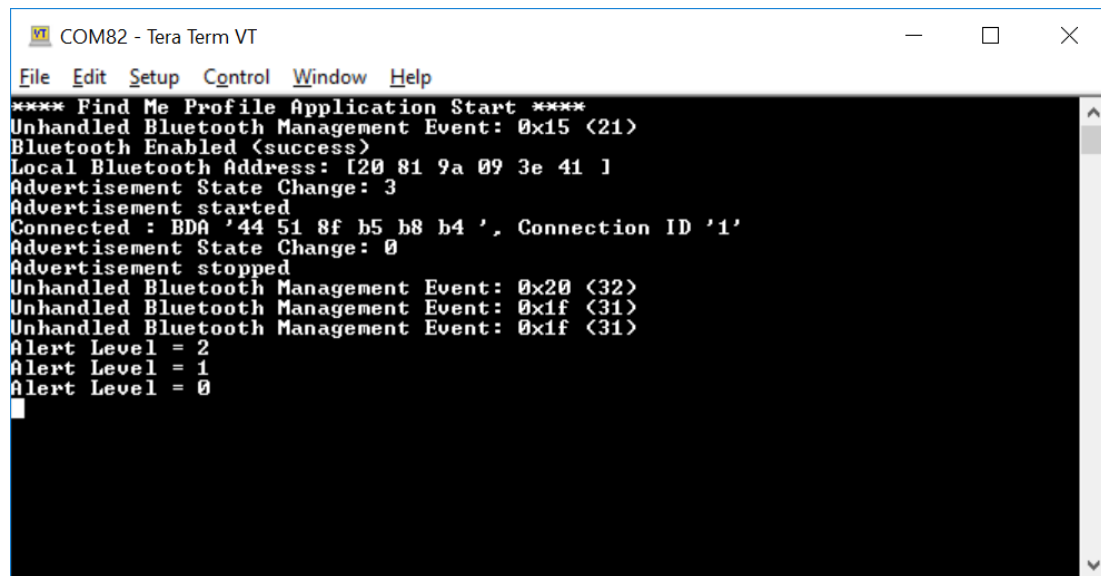 VT COM82 - Tera Term VT
File Edit Setup Control Window Help
**** Find Me Profile Application Start ****
Unhandled Bluetooth Management Event: 0x15 (21)
Bluetooth Enabled (success)
Local Bluetooth Address: [20 81 9a 09 3e 41 ]
Advertisement State Change: 3
Advertisement started
Connected : BDA '44 51 8f b5 b8 b4 ', Connection ID '1'
Advertisement State Change: 0
Advertisement stopped
Unhandled Bluetooth Management Event: 0x20 (32)
Unhandled Bluetooth Management Event: 0x1f (31)
Unhandled Bluetooth Management Event: 0x1f (31)
Alert Level = 2
Alert Level = 1
Alert Level = 0